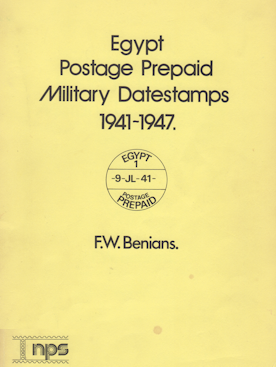 Egypt
Postage Prepaid
Military Datestamps
1941-1947.
EGYPT
1
-9-JL-41-
POSTAGE
PREPAID
F.W. Benians.
nps